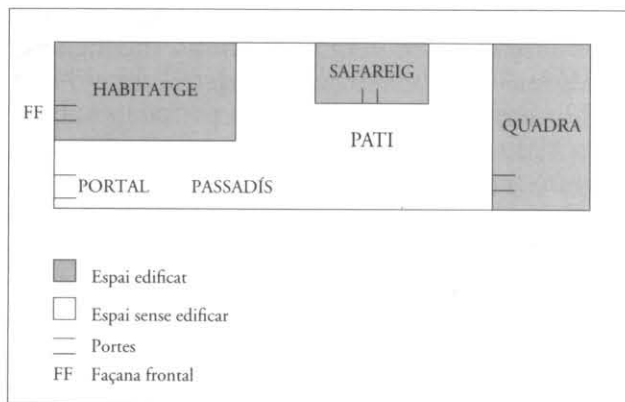 HABITATGE
SAFAREIG
QUADRA
FF
PATI
PORTAL PASSADÍS
Espai edificat
Espai sense edificar
Portes
FF Façana frontal